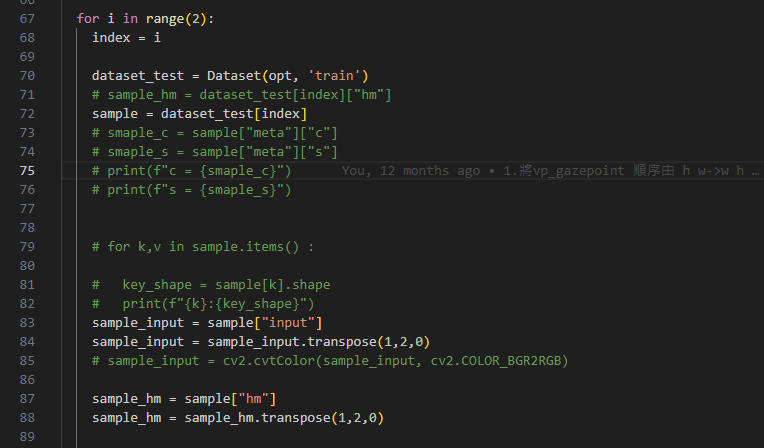 67 for i in range(2):
68 index = i
69
70 dataset_test = Dataset(opt, 'train')
71 # sample_hm = dataset_test[index]["hm"]
72 sample = dataset_test[index]
73 # smaple_c = sample["meta"]["c"]
74 # smaple_s = sample["meta"]["s"]
75 # print(f"c = {smaple_c}") You, 12 months ago • 1.將vp_gazepoint 順序由 h w->w h …
76 # print(f"s = {smaple_s}")
77
78
79 # for k,v in sample.items() :
80
81 #   key_shape = sample[k].shape
82 #   print(f"{k}:{key_shape}")
83 sample_input = sample["input"]
84 sample_input = sample_input.transpose(1,2,0)
85 # sample_input = cv2.cvtColor(sample_input, cv2.COLOR_BGR2RGB)
86
87 sample_hm = sample["hm"]
88 sample_hm = sample_hm.transpose(1,2,0)
89